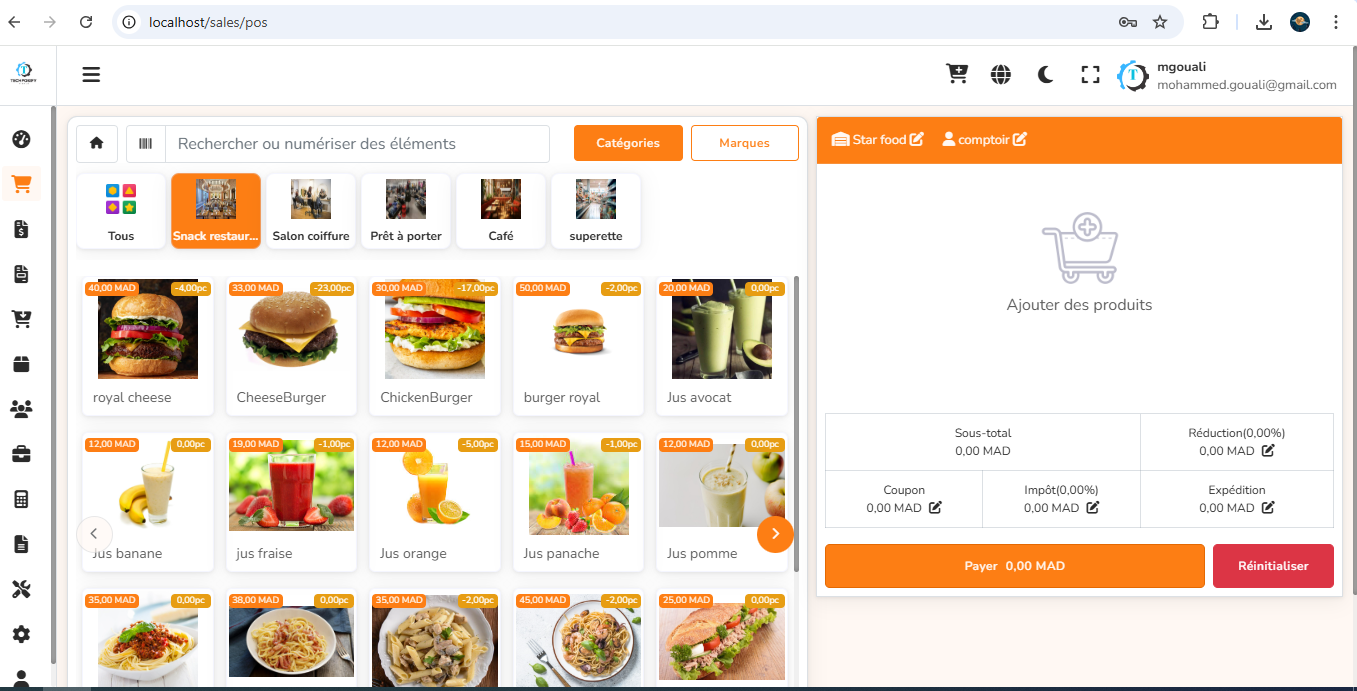 localhost/sales/pos
TECH POSIFY
mgouali
mohammed.gouali@gmail.com
Rechercher ou numériser des éléments
Catégories
Marques
Tous
Snack restaur...
Salon coiffure
Prêt à porter
Café
superette
40,00 MAD -4,00pc
royal cheese
33,00 MAD -23,00pc
CheeseBurger
30,00 MAD -17,00pc
ChickenBurger
50,00 MAD -2,00pc
burger royal
20,00 MAD 0,00pc
Jus avocat
12,00 MAD 0,00pc
Jus banane
19,00 MAD -1,00pc
jus fraise
12,00 MAD -5,00pc
Jus orange
15,00 MAD -1,00pc
Jus panache
12,00 MAD 0,00pc
Jus pomme
35,00 MAD 0,00pc
38,00 MAD 0,00pc
35,00 MAD -2,00pc
45,00 MAD -2,00pc
25,00 MAD 0,00pc
Star food comptoir
Ajouter des produits
Sous-total
0,00 MAD
Réduction(0,00%)
0,00 MAD
Coupon
0,00 MAD
Impôt(0,00%)
0,00 MAD
Expédition
0,00 MAD
Payer 0,00 MAD
Réinitialiser